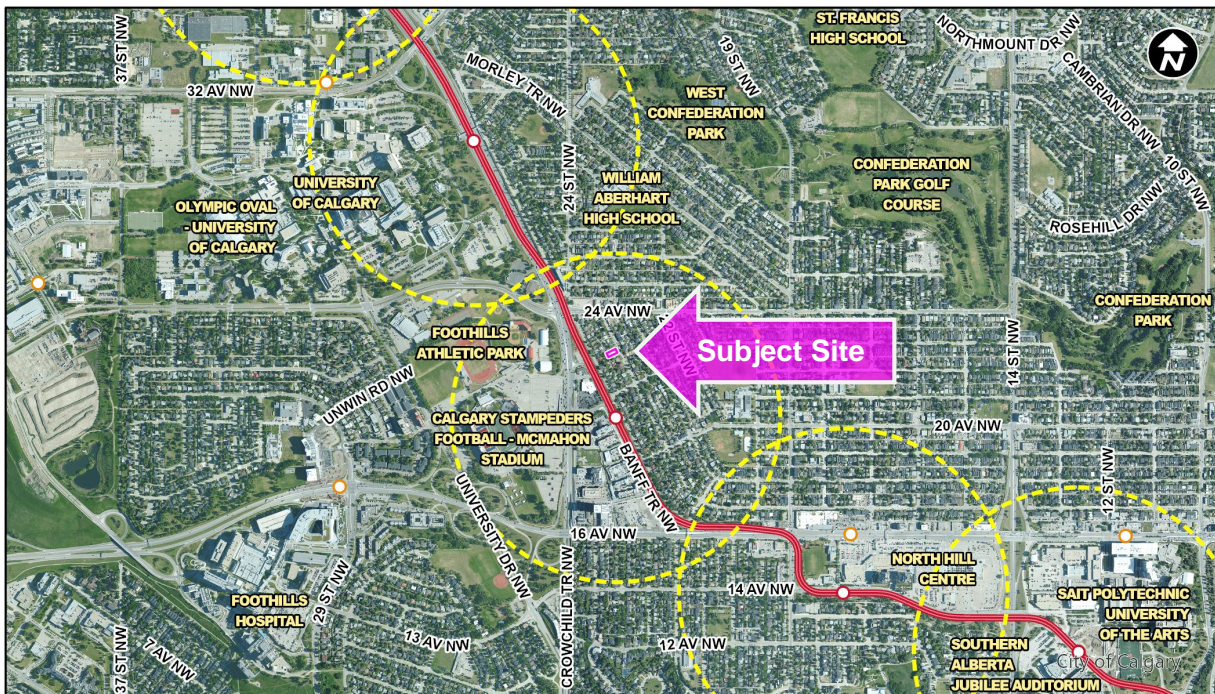 ST. FRANCIS
HIGH SCHOOL
NORTHMOUNT DR NW
N
37 ST NW
19 ST NW
CAMBRIAN DR NW
MORLEY TR NW
32 AV NW
WEST
CONFEDERATION
PARK
10 ST NW
CONFEDERATION
PARK GOLF
COURSE
UNIVERSITY
OF CALGARY
24 ST NW
WILLIAM
ABERHART
HIGH SCHOOL
OLYMPIC OVAL
- UNIVERSITY
OF CALGARY
ROSEHILL DR NW
CONFEDERATION
PARK
24 AV NW
FOOTHILLS
ATHLETIC PARK
Subject Site
14 ST NW
UNWIN RD NW
CALGARY STAMPEDERS
FOOTBALL - MCMAHON
STADIUM
20 AV NW
BANFF TR NW
UNIVERSITY DR NW
12 ST NW
16 AV NW
NORTH HILL
CENTRE
14 AV NW
SAIT POLYTECHNIC
UNIVERSITY
OF THE ARTS
FOOTHILLS
HOSPITAL
29 ST NW
CROWCHILD TR NW
37 ST NW
7 AV NW
13 AV NW
12 AV NW
SOUTHERN
ALBERTA
JUBILEE AUDITORIUM
City of Calgary